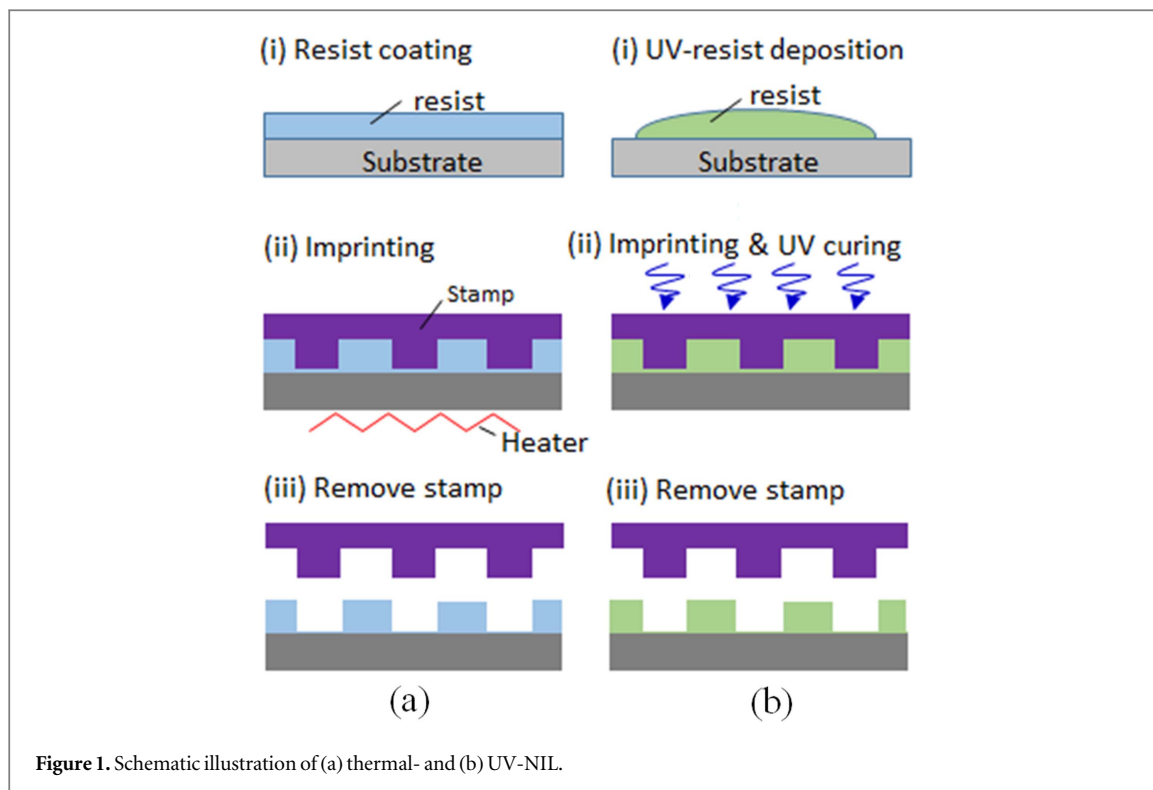 (i) Resist coating
resist
Substrate
(ii) Imprinting
Stamp
Heater
(iii) Remove stamp
(a)
(i) UV-resist deposition
resist
Substrate
(ii) Imprinting & UV curing
(iii) Remove stamp
(b)
Figure 1. Schematic illustration of (a) thermal- and (b) UV-NIL.